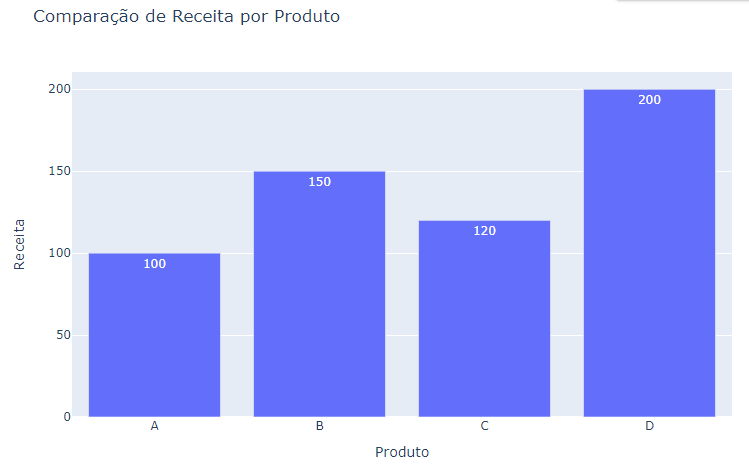 Comparação de Receita por Produto
200
150
100
50
0
Receita
100
150
120
200
A
B
C
D
Produto